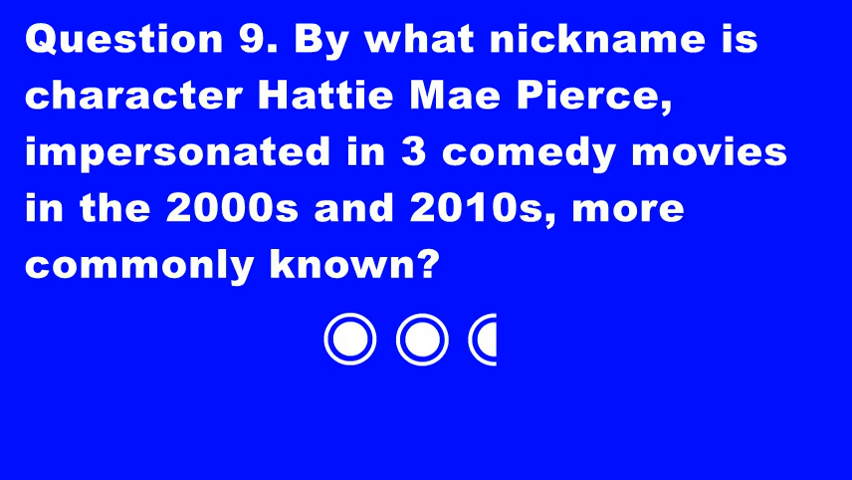 Question 9. By what nickname is
character Hattie Mae Pierce,
impersonated in 3 comedy movies
in the 2000s and 2010s, more
commonly known?